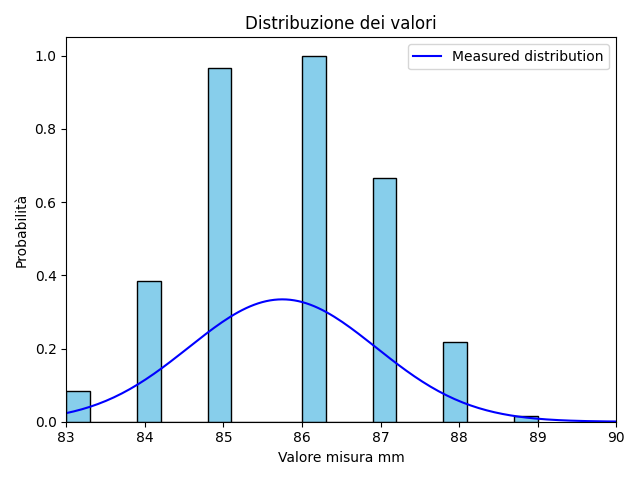 Distribuzione dei valori
Measured distribution
Probabilità
1.0
0.8
0.6
0.4
0.2
0.0
83 84 85 86 87 88 89 90
Valore misura mm